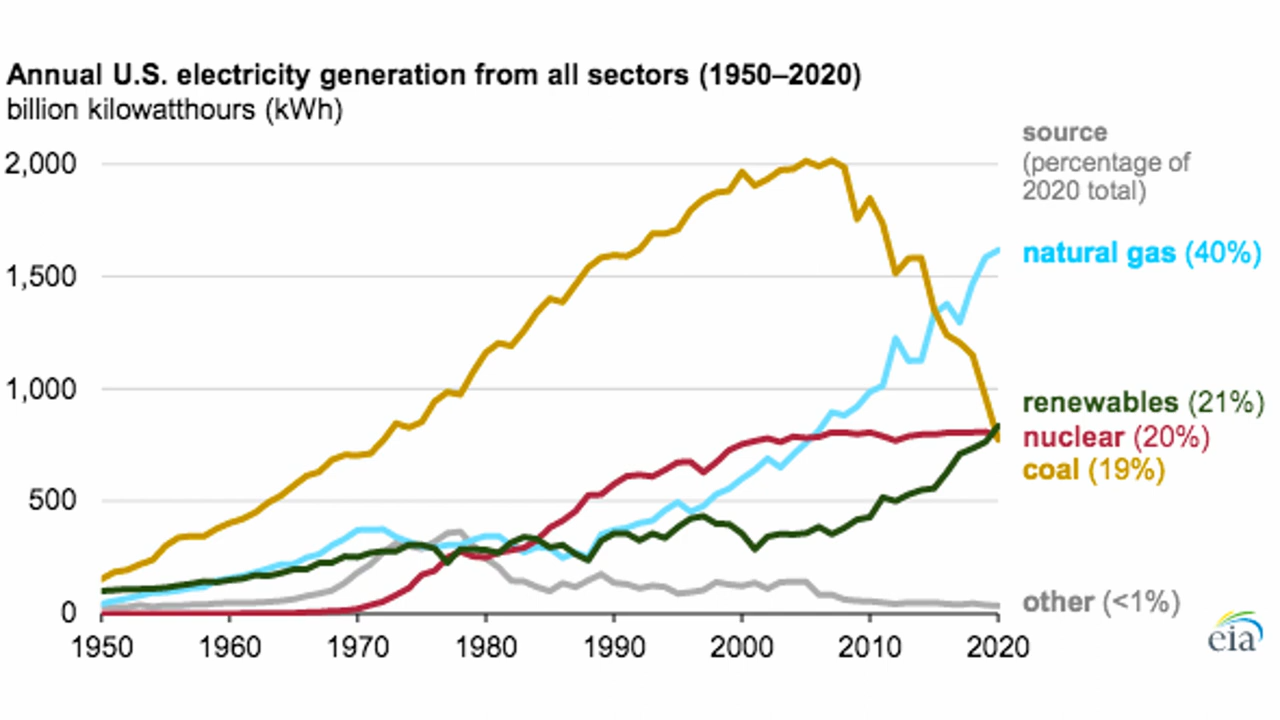 Annual U.S. electricity generation from all sectors (1950–2020)
billion kilowatthours (kWh)
source
(percentage of
2020 total)
2,000
natural gas (40%)
1,500
1,000
renewables (21%)
nuclear (20%)
coal (19%)
500
other (<1%)
0
1950 1960 1970 1980 1990 2000 2010 2020
eia